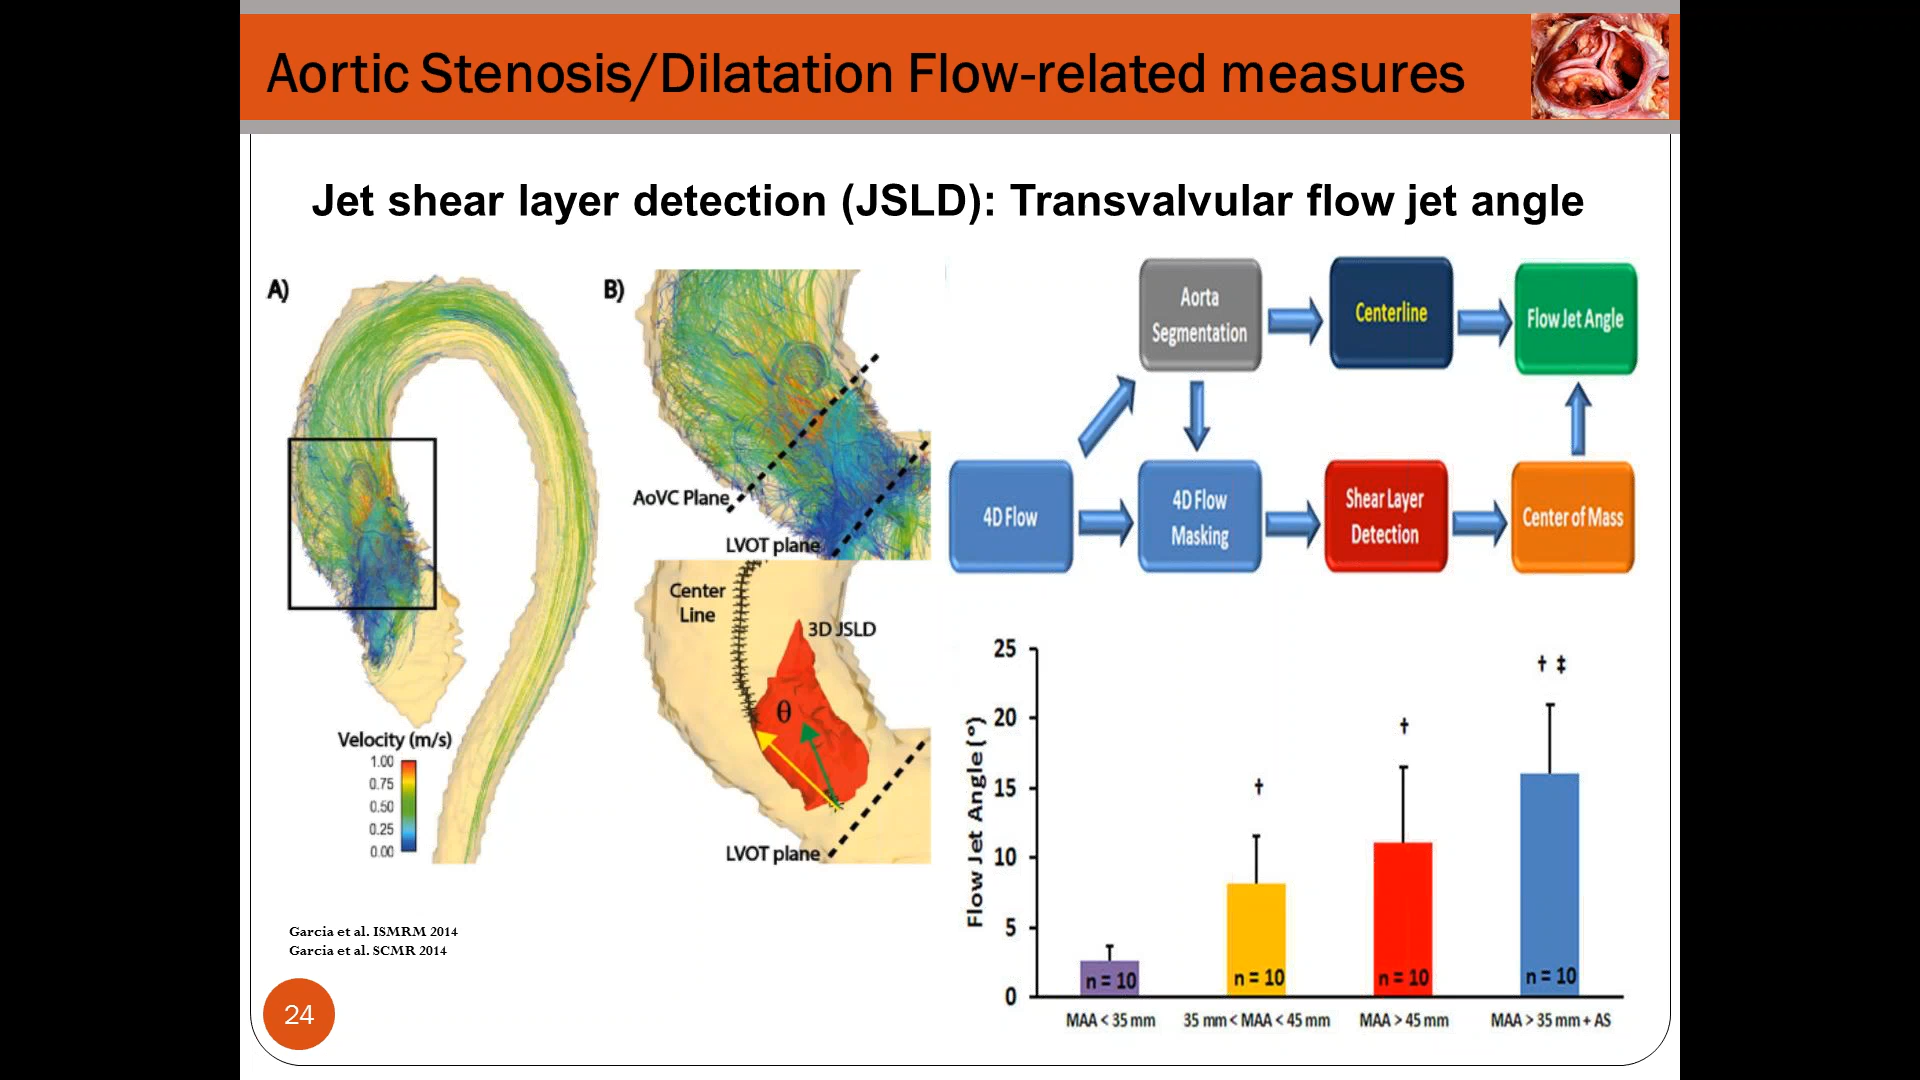 Aortic Stenosis/Dilatation Flow-related measures
Jet shear layer detection (JSLD): Transvalvular flow jet angle
A)
Velocity (m/s)
1.00
0.75
0.50
0.25
0.00
B)
AoVC Plane
LVOT plane
Center
Line
3D JSLD
θ
LVOT plane
Aorta
Segmentation
Centerline
Flow Jet Angle
4D Flow
4D Flow
Masking
Shear Layer
Detection
Center of Mass
Flow Jet Angle (°)
25
20
15
10
5
0
†
†
† ‡
n = 10
n = 10
n = 10
n = 10
MAA < 35 mm
35 mm < MAA < 45 mm
MAA > 45 mm
MAA > 35 mm + AS
Garcia et al. ISMRM 2014
Garcia et al. SCMR 2014
24